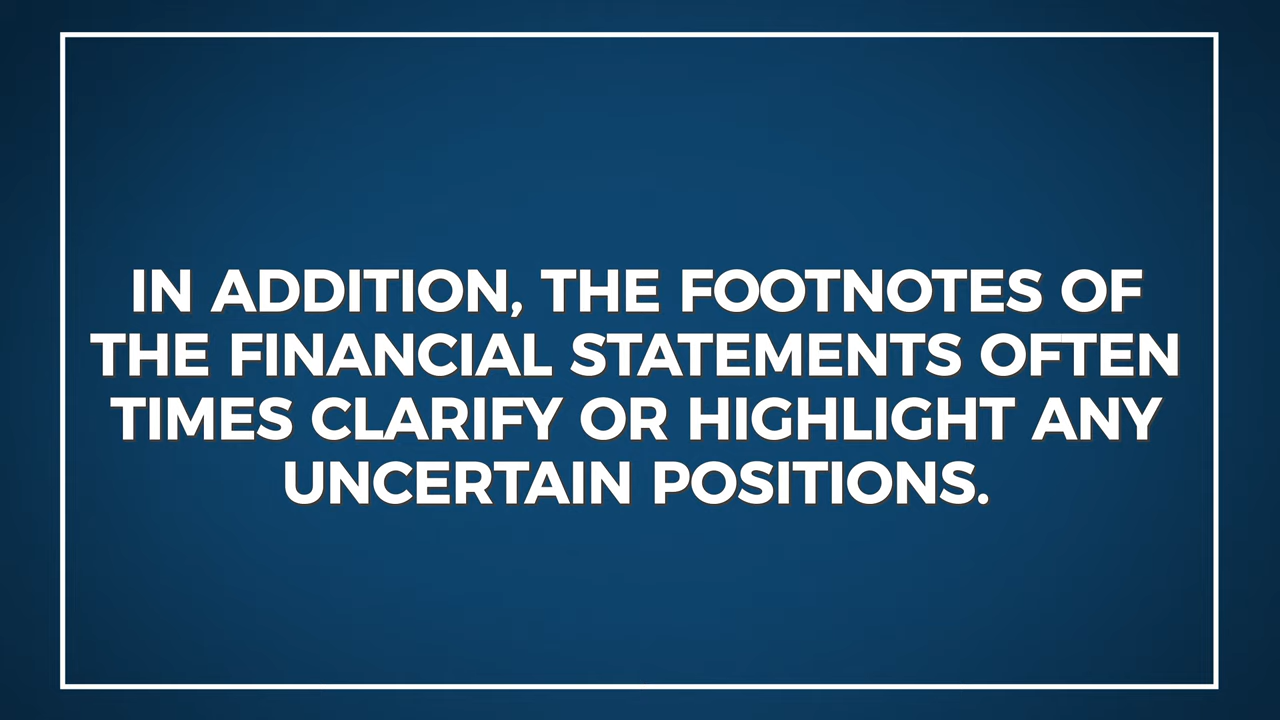 IN ADDITION, THE FOOTNOTES OF
THE FINANCIAL STATEMENTS OFTEN
TIMES CLARIFY OR HIGHLIGHT ANY
UNCERTAIN POSITIONS.